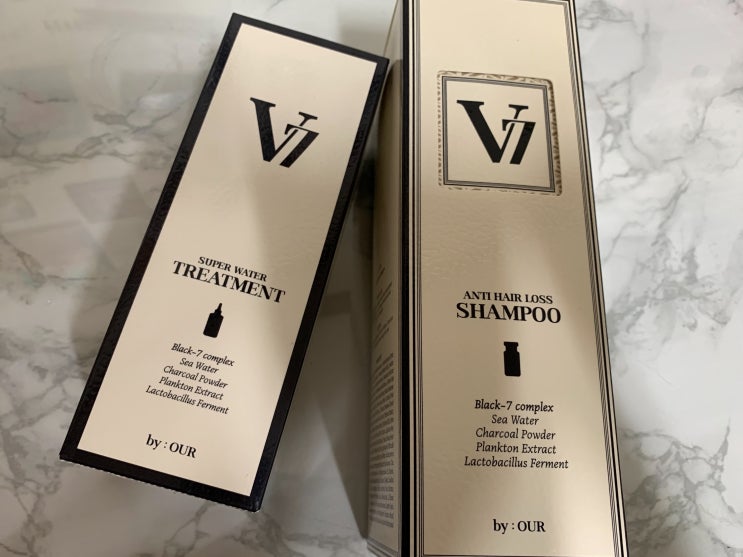 V7
SUPER WATER
TREATMENT
Black-7 complex
Sea Water
Charcoal Powder
Plankton Extract
Lactobacillus Ferment
by : OUR
V7
ANTI HAIR LOSS
SHAMPOO
Black-7 complex
Sea Water
Charcoal Powder
Plankton Extract
Lactobacillus Ferment
by : OUR